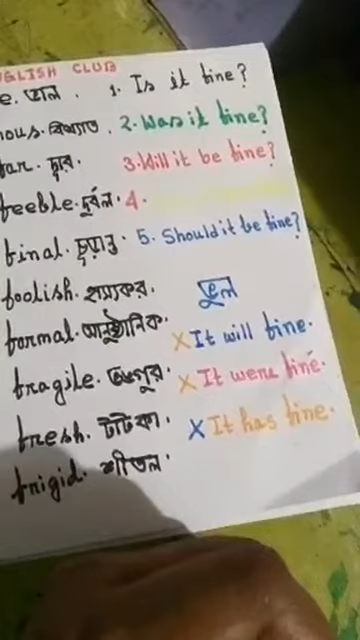 GLISH CLUB
e. ভাল. 1. Is it fine?
ous. বিখ্যাত. 2. Was it fine?
far. দূর. 3. Will it be fine?
feeble. দুর্বল. 4.
final. চূড়ান্ত. 5. Should it be fine?
foolish. হাস্যকর. ভুল
formal. আনুষ্ঠানিক. X It will fine.
fragile. ভঙ্গুর. X It were fine.
fresh. টাটকা. X It has fine.
frigid. শীতল.